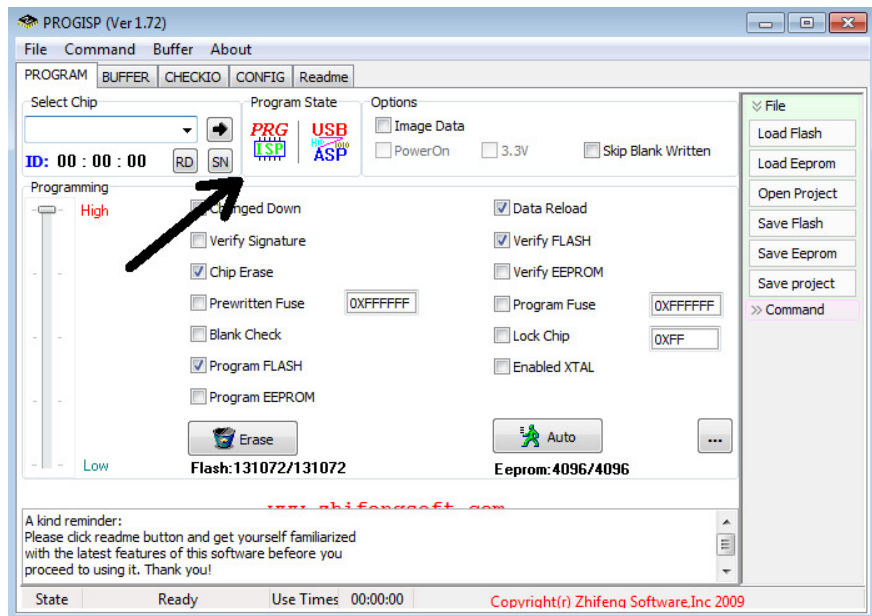 PROGISP (Ver 1.72)
File Command Buffer About
PROGRAM BUFFER CHECKIO CONFIG Readme
Select Chip
ID: 00 : 00 : 00 RD SN
Program State
PRG ISP USB ASP
Options
Image Data
PowerOn 3.3V Skip Blank Written
Programming
High
Low
Changed Down
Verify Signature
Chip Erase
Prewritten Fuse 0XFFFFFF
Blank Check
Program FLASH
Program EEPROM
Erase
Flash:131072/131072
Data Reload
Verify FLASH
Verify EEPROM
Program Fuse 0XFFFFFF
Lock Chip 0XFF
Enabled XTAL
Auto ...
Eeprom:4096/4096
File
Load Flash
Load Eeprom
Open Project
Save Flash
Save Eeprom
Save project
Command
www.zhifengsoft.com
A kind reminder:
Please click readme button and get yourself familiarized
with the latest features of this software befeore you
proceed to using it. Thank you!
State Ready Use Times 00:00:00 Copyright(r) Zhifeng Software,Inc 2009